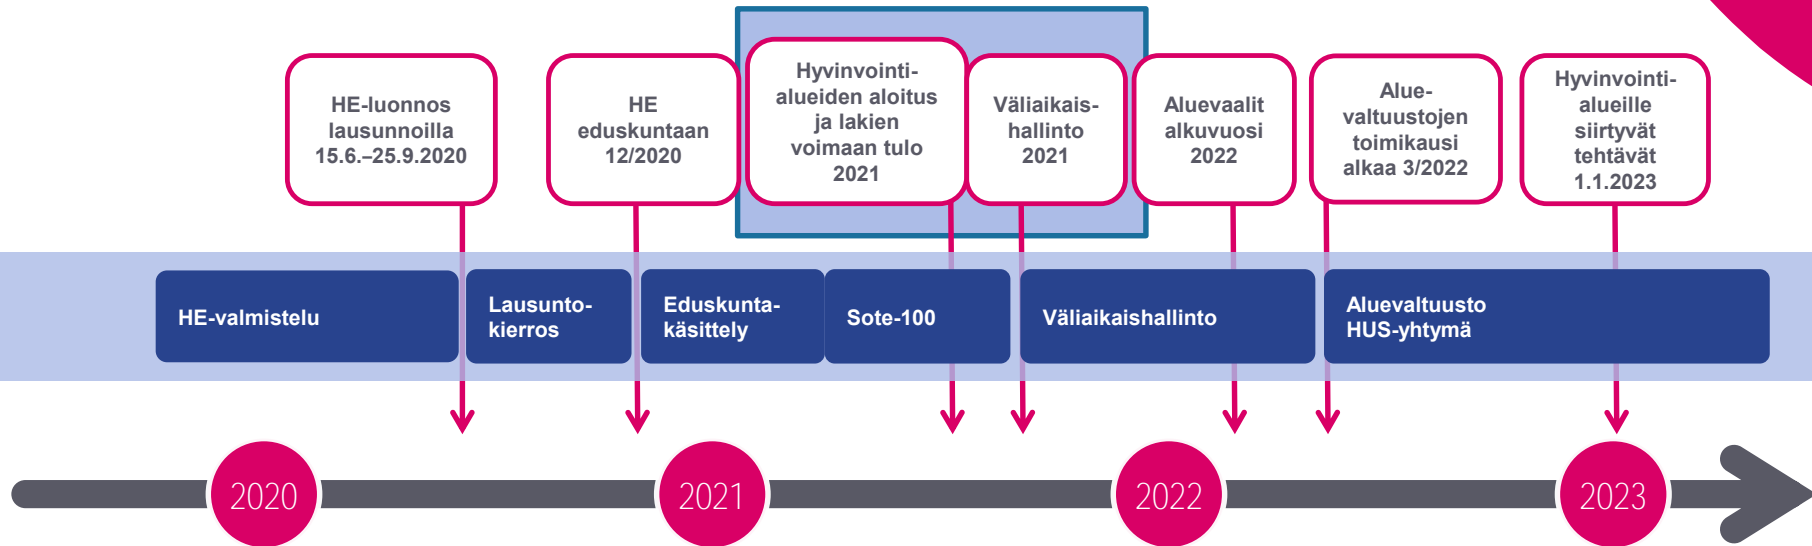 HE-luonnos
lausunnoilla
15.6.–25.9.2020
HE
eduskuntaan
12/2020
Hyvinvointi-
alueiden aloitus
ja lakien
voimaan tulo
2021
Väliaikais-
hallinto
2021
Aluevaalit
alkuvuosi
2022
Alue-
valtuustojen
toimikausi
alkaa 3/2022
Hyvinvointi-
alueille
siirtyvät
tehtävät
1.1.2023
HE-valmistelu
Lausunto-
kierros
Eduskunta-
käsittely
Sote-100
Väliaikaishallinto
Aluevaltuusto
HUS-yhtymä
2020
2021
2022
2023